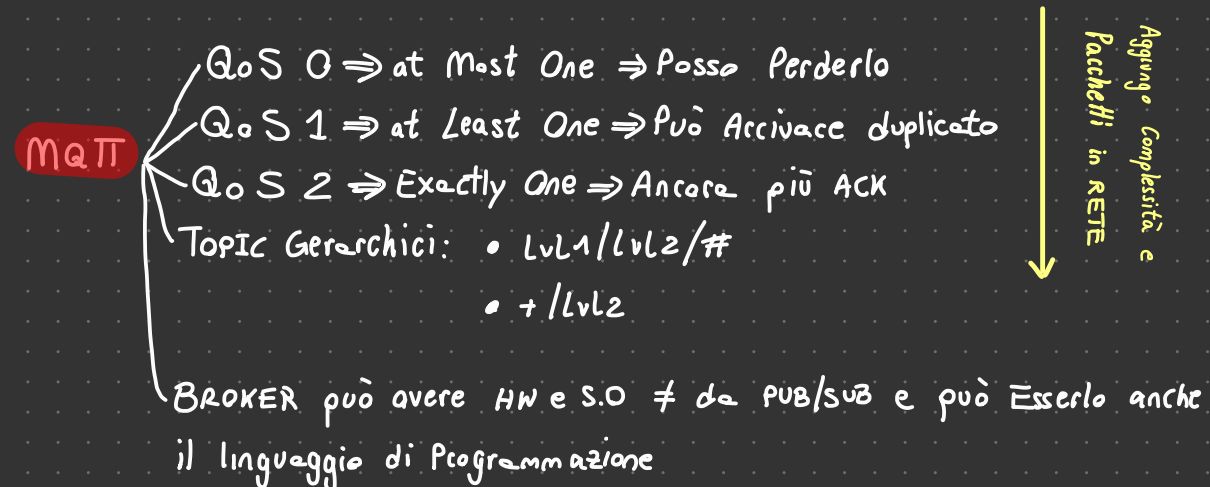 MQTT
QoS 0 ⇒ at Most One ⇒ Posso Perderlo
QoS 1 ⇒ at Least One ⇒ Può Arrivare duplicato
QoS 2 ⇒ Exactly One ⇒ Ancora più ACK
TOPIC Gerarchici: • Lvl1/Lvl2/#
• +/Lvl2
BROKER può avere HW e S.O ≠ da PUB/SUB e può Esserlo anche
il linguaggio di Programmazione
Aggiungo Complessità e
Pacchetti in RETE